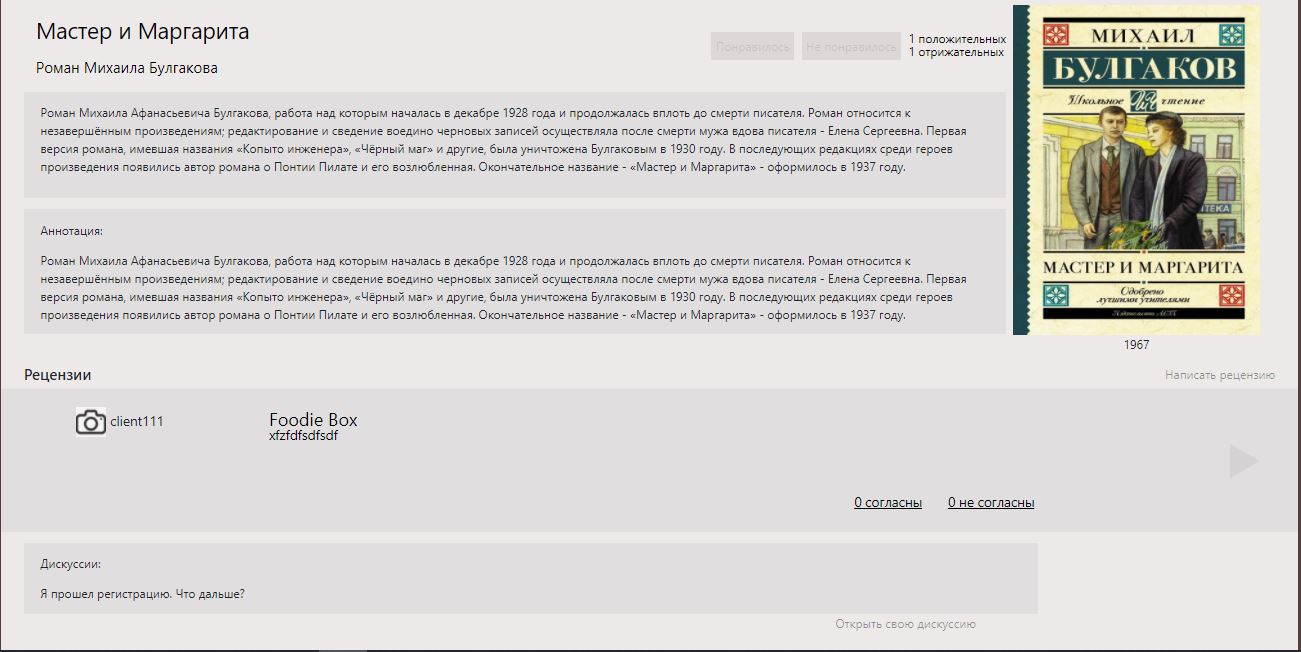 Мастер и Маргарита
Роман Михаила Булгакова
Понравилось
Не понравилось
1 положительных
1 отрижательных
Роман Михаила Афанасьевича Булгакова, работа над которым началась в декабре 1928 года и продолжалась вплоть до смерти писателя. Роман относится к
незавершённым произведениям; редактирование и сведение воедино черновых записей осуществляла после смерти мужа вдова писателя - Елена Сергеевна. Первая
версия романа, имевшая названия «Копыто инженера», «Чёрный маг» и другие, была уничтожена Булгаковым в 1930 году. В последующих редакциях среди героев
произведения появились автор романа о Понтии Пилате и его возлюбленная. Окончательное название - «Мастер и Маргарита» - оформилось в 1937 году.
Аннотация:
Роман Михаила Афанасьевича Булгакова, работа над которым началась в декабре 1928 года и продолжалась вплоть до смерти писателя. Роман относится к
незавершённым произведениям; редактирование и сведение воедино черновых записей осуществляла после смерти мужа вдова писателя - Елена Сергеевна. Первая
версия романа, имевшая названия «Копыто инженера», «Чёрный маг» и другие, была уничтожена Булгаковым в 1930 году. В последующих редакциях среди героев
произведения появились автор романа о Понтии Пилате и его возлюбленная. Окончательное название - «Мастер и Маргарита» - оформилось в 1937 году.
МИХАИЛ
БУЛГАКОВ
Школьное чтение
АПТЕКА
МАСТЕР И МАРГАРИТА
Одобрено
лучшими учителями
Издательство АСТ
1967
Рецензии
Написать рецензию
client111
Foodie Box
xfzfdfsdfsdf
0 согласны
0 не согласны
Дискуссии:
Я прошел регистрацию. Что дальше?
Открыть свою дискуссию